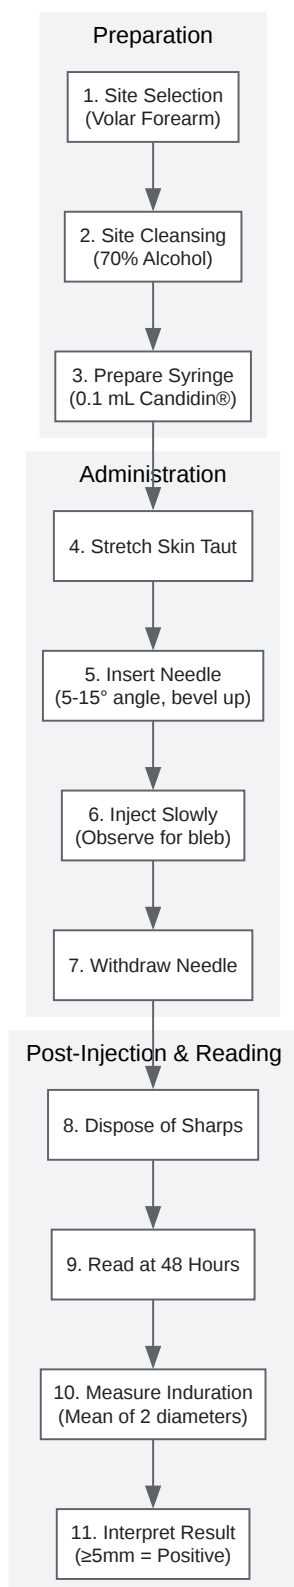 Preparation
1. Site Selection
(Volar Forearm)
2. Site Cleansing
(70% Alcohol)
3. Prepare Syringe
(0.1 mL Candidin®)
Administration
4. Stretch Skin Taut
5. Insert Needle
(5-15° angle, bevel up)
6. Inject Slowly
(Observe for bleb)
7. Withdraw Needle
Post-Injection & Reading
8. Dispose of Sharps
9. Read at 48 Hours
10. Measure Induration
(Mean of 2 diameters)
11. Interpret Result
(≥5mm = Positive)